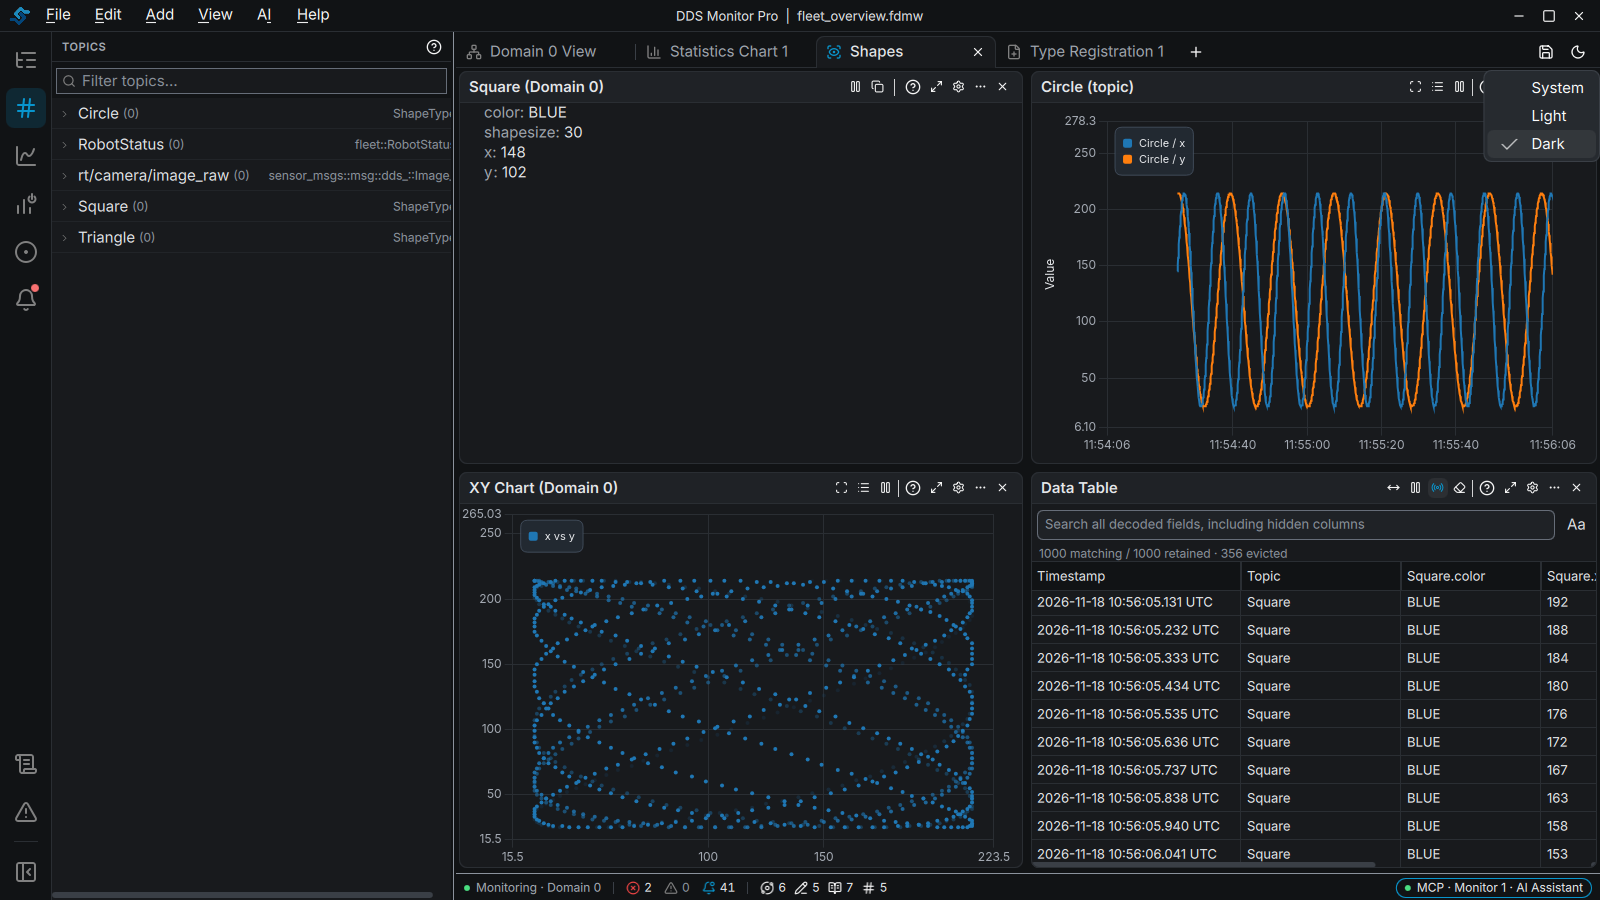 File Edit Add View AI Help
DDS Monitor Pro | fleet_overview.fdmw
TOPICS
Filter topics...
Circle (0) ShapeType
RobotStatus (0) fleet::RobotStatu
rt/camera/image_raw (0) sensor_msgs::msg::dds_::Image_
Square (0) ShapeType
Triangle (0) ShapeType
Domain 0 View
Statistics Chart 1
Shapes
Type Registration 1
System
Light
Dark
Square (Domain 0)
color: BLUE
shapesize: 30
x: 148
y: 102
Circle (topic)
278.3
250
200
150
100
50
6.10
Value
Circle / x
Circle / y
11:54:06 11:54:40 11:55:00 11:55:20 11:55:40 11:56:06
XY Chart (Domain 0)
265.03
250
200
150
100
50
15.5
x vs y
15.5 100 150 223.5
Data Table
Search all decoded fields, including hidden columns
Aa
1000 matching / 1000 retained · 356 evicted
Timestamp Topic Square.color Square.
2026-11-18 10:56:05.131 UTC Square BLUE 192
2026-11-18 10:56:05.232 UTC Square BLUE 188
2026-11-18 10:56:05.333 UTC Square BLUE 184
2026-11-18 10:56:05.434 UTC Square BLUE 180
2026-11-18 10:56:05.535 UTC Square BLUE 176
2026-11-18 10:56:05.636 UTC Square BLUE 172
2026-11-18 10:56:05.737 UTC Square BLUE 167
2026-11-18 10:56:05.838 UTC Square BLUE 163
2026-11-18 10:56:05.940 UTC Square BLUE 158
2026-11-18 10:56:06.041 UTC Square BLUE 153
Monitoring · Domain 0 2 0 41 6 5 7 5
MCP · Monitor 1 · AI Assistant